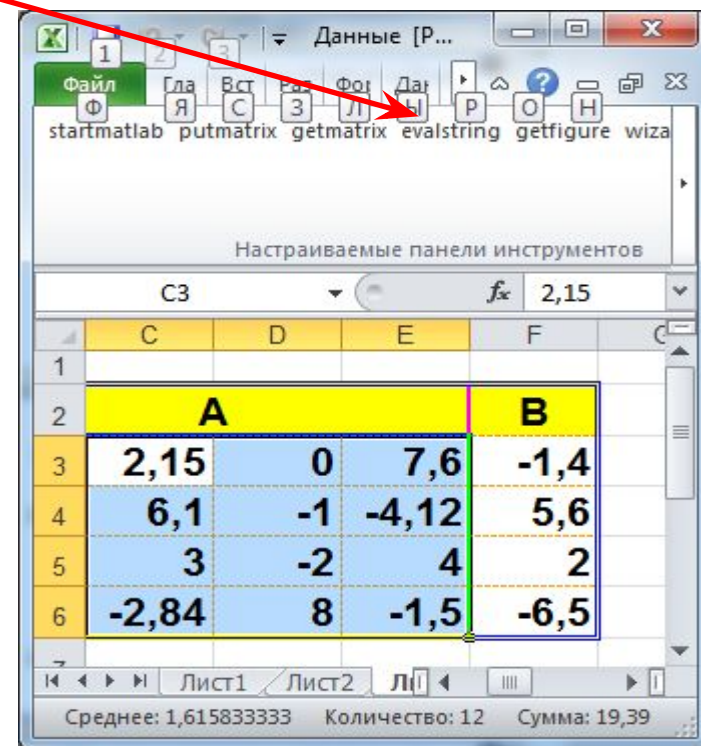 Данные [Р...
1 2 3
Файл Гла Вст Раз Фор Дан
Ф Я С З Л Ы Р О Н
startmatlab putmatrix getmatrix evalstring getfigure wiza
Настраиваемые панели инструментов
C3 fx 2,15
C D E F
1
2 A B
3 2,15 0 7,6 -1,4
4 6,1 -1 -4,12 5,6
5 3 -2 4 2
6 -2,84 8 -1,5 -6,5
Лист1 Лист2
Среднее: 1,615833333 Количество: 12 Сумма: 19,39